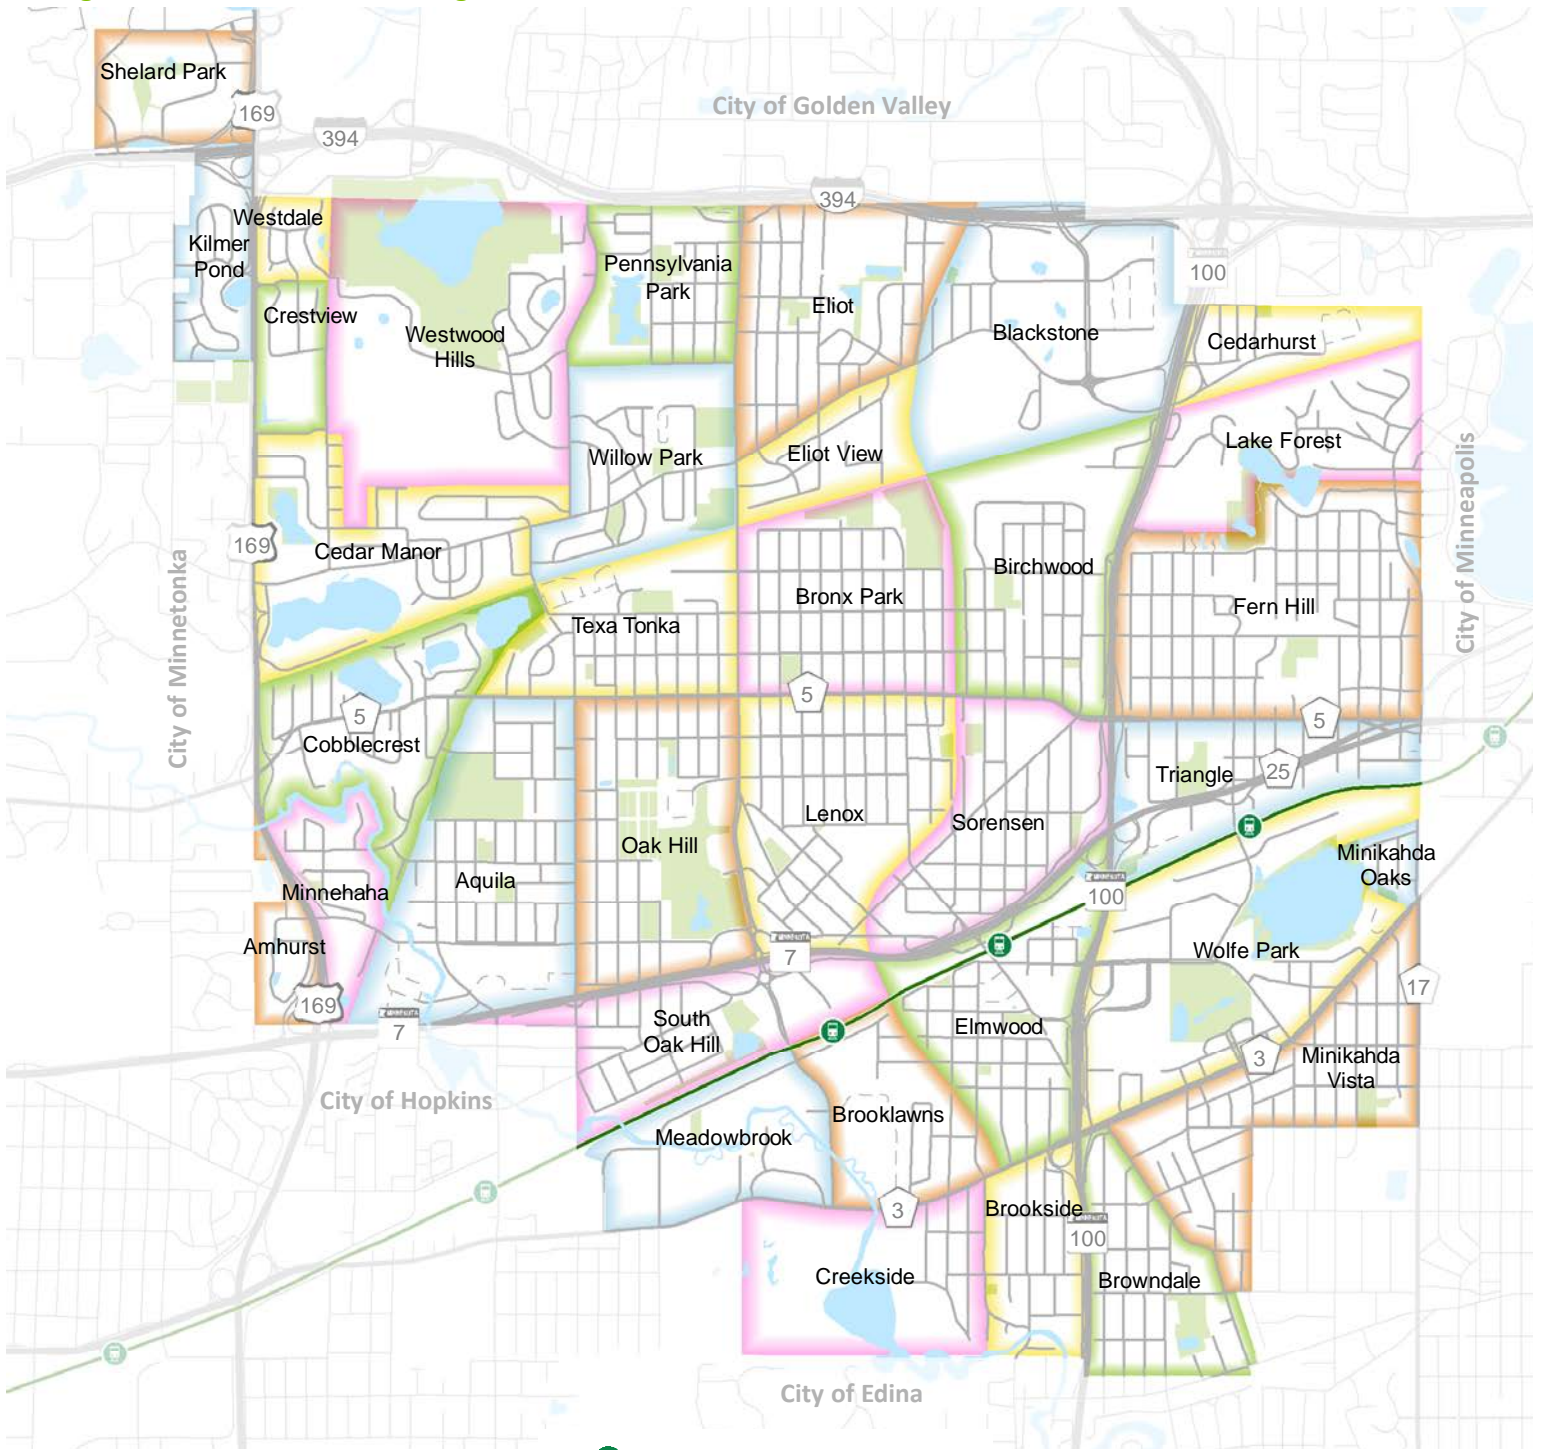 Shelard Park
169
City of Golden Valley
394
394
Westdale
Kilmer
Pond
Pennsylvania
Park
100
Crestview
Eliot
Westwood
Hills
Blackstone
Cedarhurst
Lake Forest
Willow Park
Eliot View
City of Minneapolis
169
Cedar Manor
Birchwood
City of Minnetonka
Bronx Park
Fern Hill
Texa Tonka
5
5
5
Cobblecrest
Triangle
25
Lenox
Sorensen
Oak Hill
Minikahda
Oaks
Minnehaha
Aquila
100
Amhurst
7
Wolfe Park
17
169
7
South
Oak Hill
Elmwood
3
Minikahda
Vista
City of Hopkins
Brooklawns
Meadowbrook
3
Brookside
100
Creekside
Browndale
City of Edina